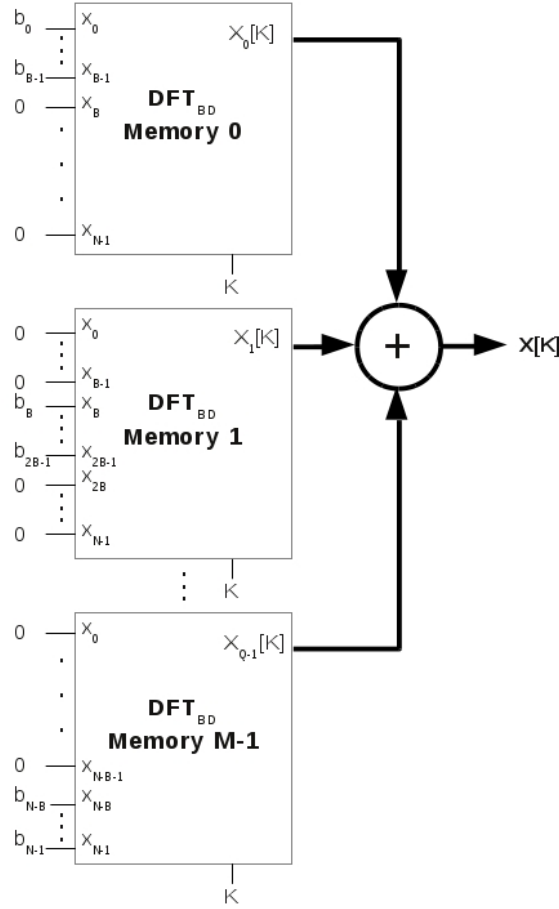 b0 X0
X0[K]
bB-1 XB-1
0 XB
DFTBD
Memory 0
0 XN-1
K
0 X0
X1[K]
0 XB-1
bB XB
DFTBD
Memory 1
b2B-1 X2B-1
0 X2B
0 XN-1
K
+
X[K]
0 X0
XQ-1[K]
DFTBD
Memory M-1
0 XN-B-1
bN-B XN-B
bN-1 XN-1
K